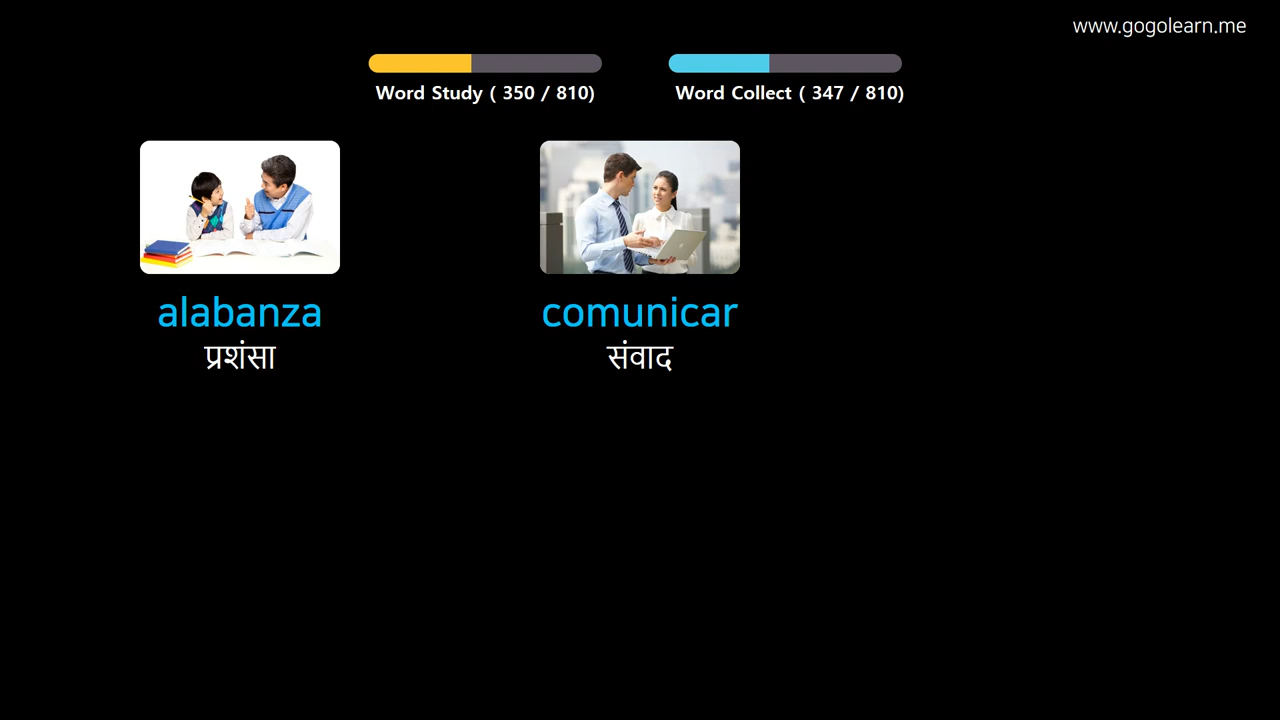 www.gogolearn.me
Word Study ( 350 / 810)
Word Collect ( 347 / 810)
alabanza
प्रशंसा
comunicar
संवाद